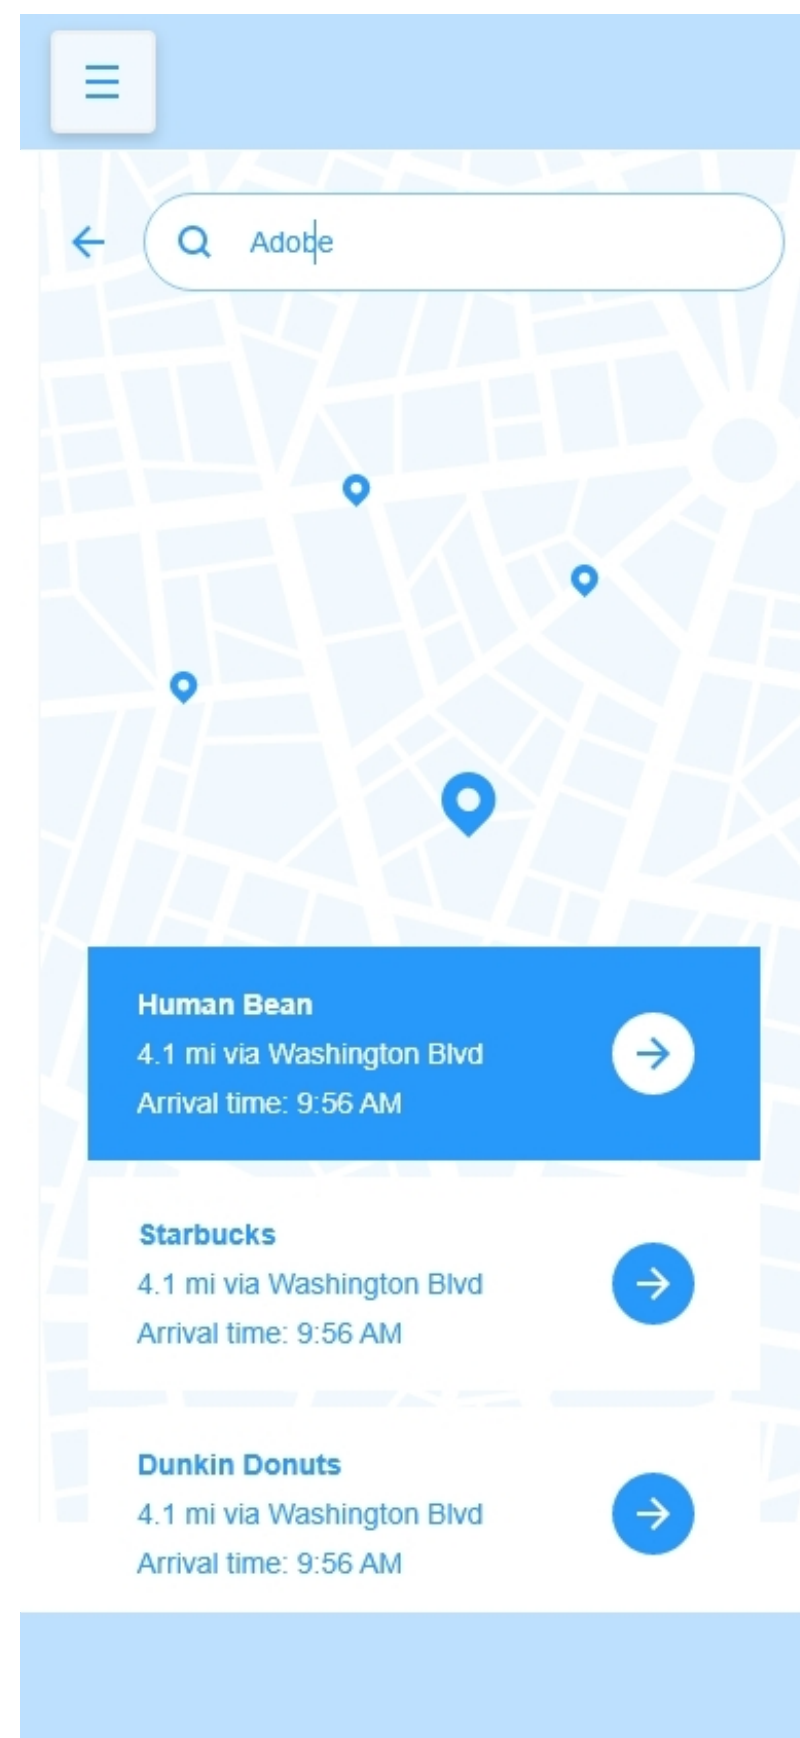 Adobe
Human Bean
4.1 mi via Washington Blvd
Arrival time: 9:56 AM
Starbucks
4.1 mi via Washington Blvd
Arrival time: 9:56 AM
Dunkin Donuts
4.1 mi via Washington Blvd
Arrival time: 9:56 AM